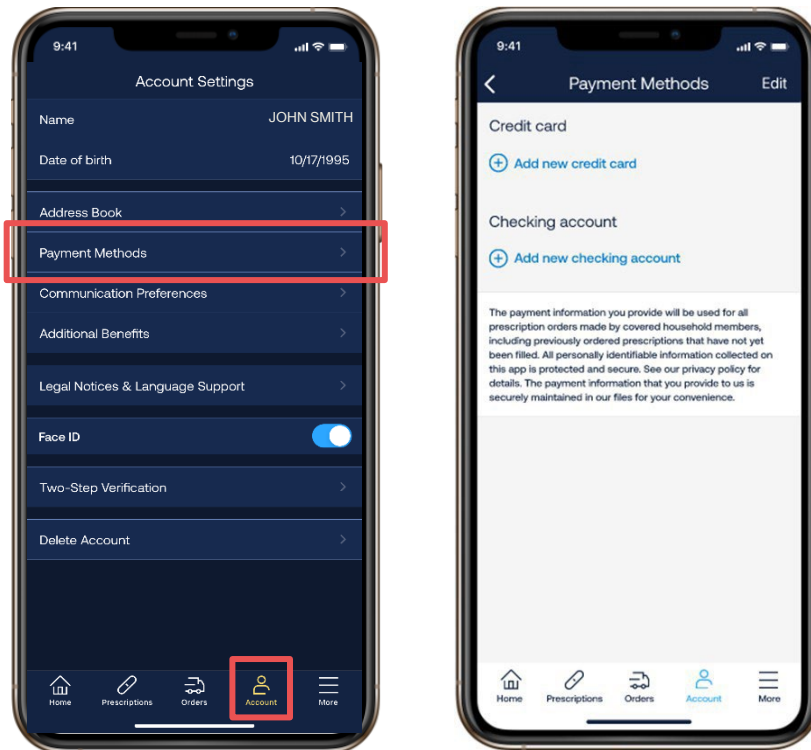 9:41
Account Settings
Name JOHN SMITH
Date of birth 10/17/1995
Address Book
Payment Methods
Communication Preferences
Additional Benefits
Legal Notices & Language Support
Face ID
Two-Step Verification
Delete Account
Home Prescriptions Orders Account More
9:41
Payment Methods Edit
Credit card
Add new credit card
Checking account
Add new checking account
The payment information you provide will be used for all
prescription orders made by covered household members,
including previously ordered prescriptions that have not yet
been filled. All personally identifiable information collected on
this app is protected and secure. See our privacy policy for
details. The payment information that you provide to us is
securely maintained in our files for your convenience.
Home Prescriptions Orders Account More